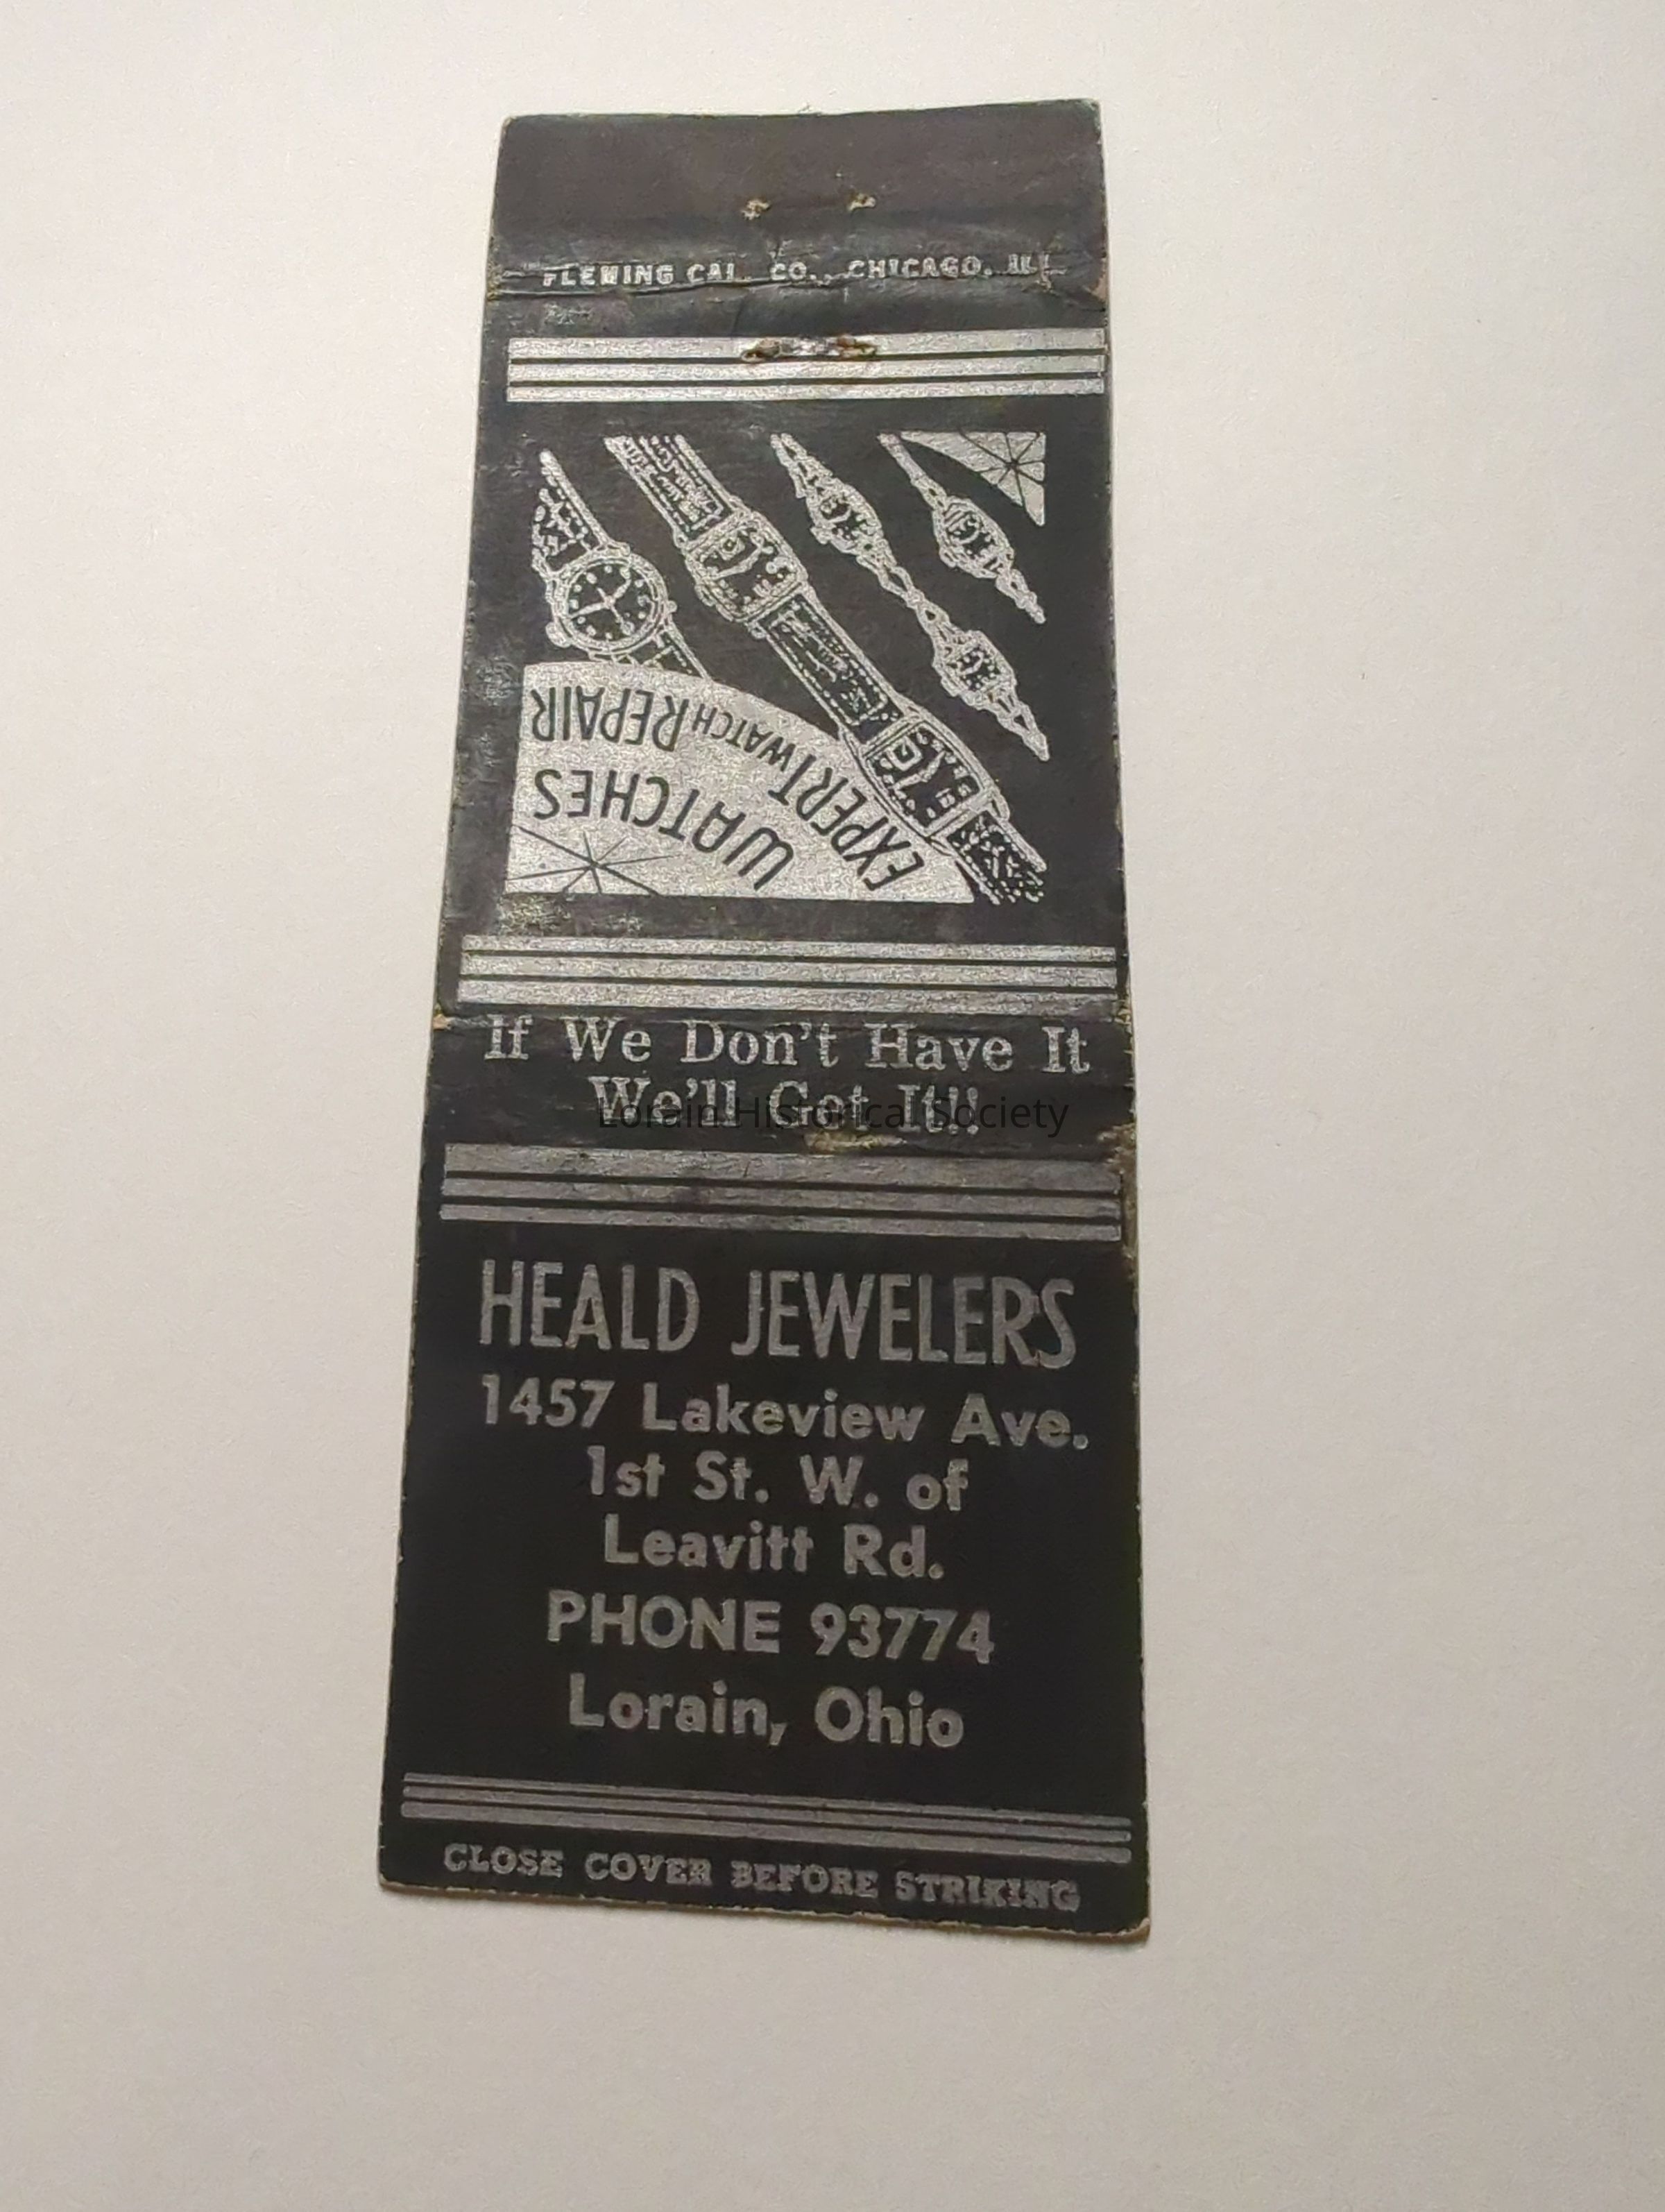 FLEMING CAL. CO., CHICAGO, ILL.
WATCHES
EXPERT WATCH REPAIR
If We Don't Have It
We'll Get It!!
Lorain Historical Society
HEALD JEWELERS
1457 Lakeview Ave.
1st St. W. of
Leavitt Rd.
PHONE 93774
Lorain, Ohio
CLOSE COVER BEFORE STRIKING